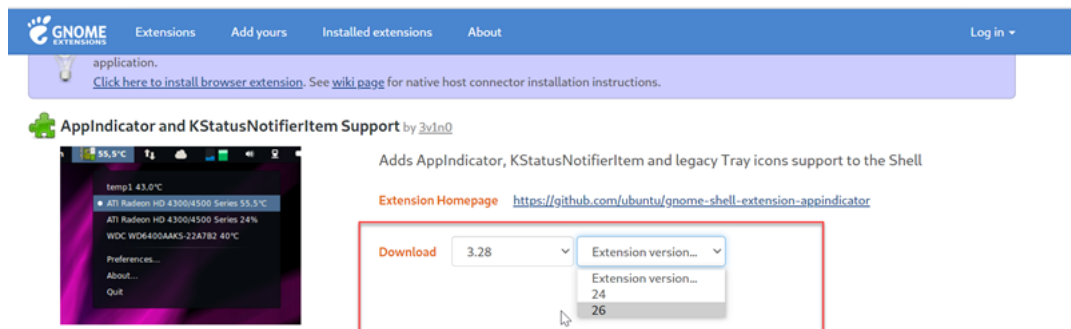 GNOME
EXTENSIONS
Extensions
Add yours
Installed extensions
About
Log in
application.
Click here to install browser extension. See wiki page for native host connector installation instructions.
AppIndicator and KStatusNotifierItem Support by 3v1n0
55,5°C
temp1 43.0°C
ATI Radeon HD 4300/4500 Series 55.5°C
ATI Radeon HD 4300/4500 Series 24%
WDC WD6400AAKS-22A7B2 40°C
Preferences...
About...
Quit
Adds AppIndicator, KStatusNotifierItem and legacy Tray icons support to the Shell
Extension Homepage https://github.com/ubuntu/gnome-shell-extension-appindicator
Download 3.28 Extension version...
Extension version...
24
26